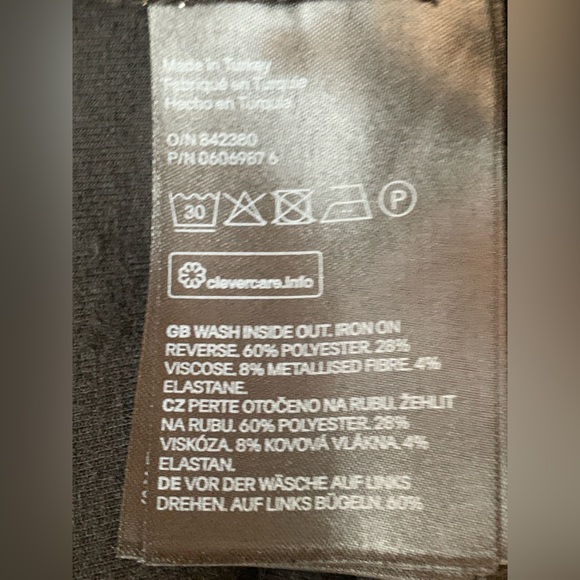 Made in Turkey
Fabriqué en Turquie
Hecho en Turquía
O/N 842380
P/N 0606987 6
30
P
clevercare.info
GB WASH INSIDE OUT. IRON ON
REVERSE. 60% POLYESTER. 28%
VISCOSE. 8% METALLISED FIBRE. 4%
ELASTANE.
CZ PERTE OTOČENO NA RUBU. ŽEHLIT
NA RUBU. 60% POLYESTER. 28%
VISKÓZA. 8% KOVOVÁ VLÁKNA. 4%
ELASTAN.
DE VOR DER WÄSCHE AUF LINKS
DREHEN. AUF LINKS BÜGELN. 60%